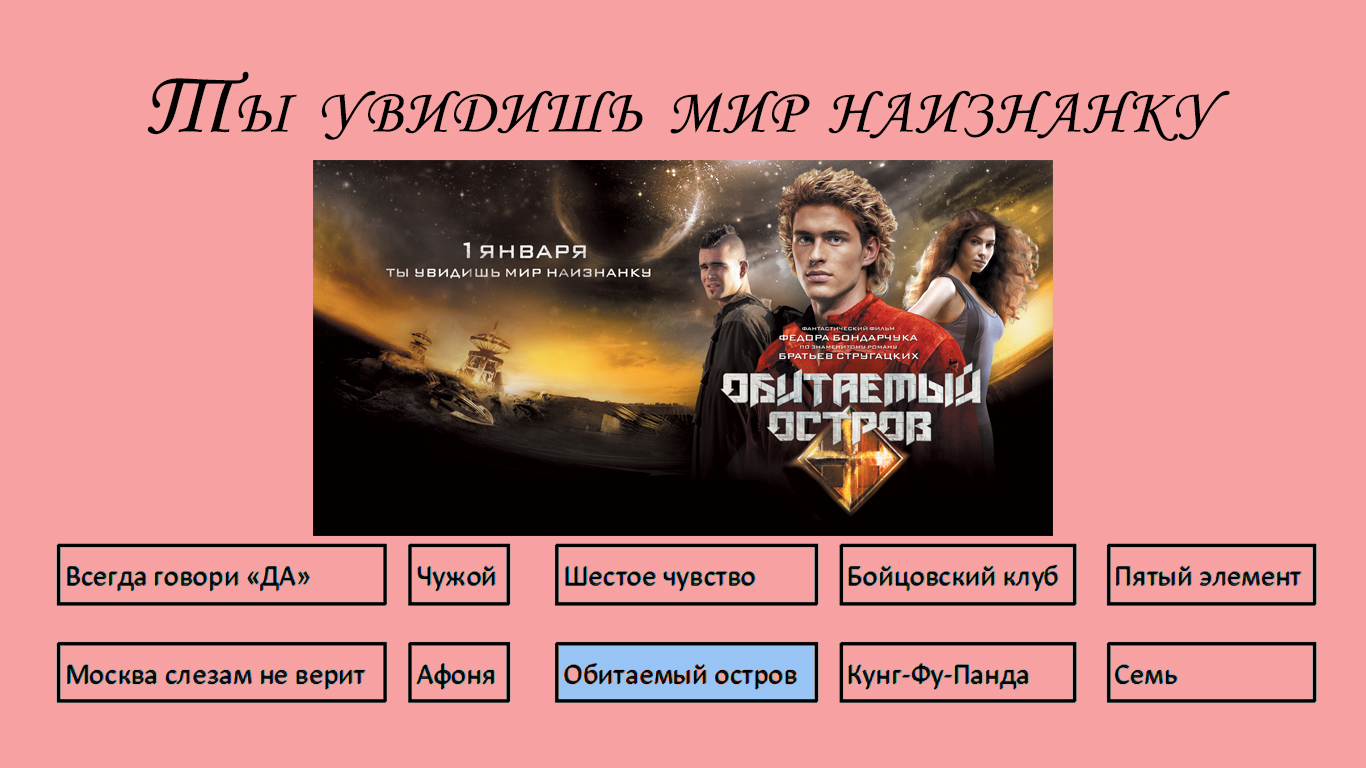 Ты увидишь мир наизнанку
1 ЯНВАРЯ
ТЫ УВИДИШЬ МИР НАИЗНАНКУ
ФАНТАСТИЧЕСКИЙ ФИЛЬМ
ФЕДОРА БОНДАРЧУКА
ПО ЗНАМЕНИТОМУ РОМАНУ
БРАТЬЕВ СТРУГАЦКИХ
ОБИТАЕМЫЙ
ОСТРОВ
Всегда говори «ДА»
Чужой
Шестое чувство
Бойцовский клуб
Пятый элемент
Москва слезам не верит
Афоня
Обитаемый остров
Кунг-Фу-Панда
Семь